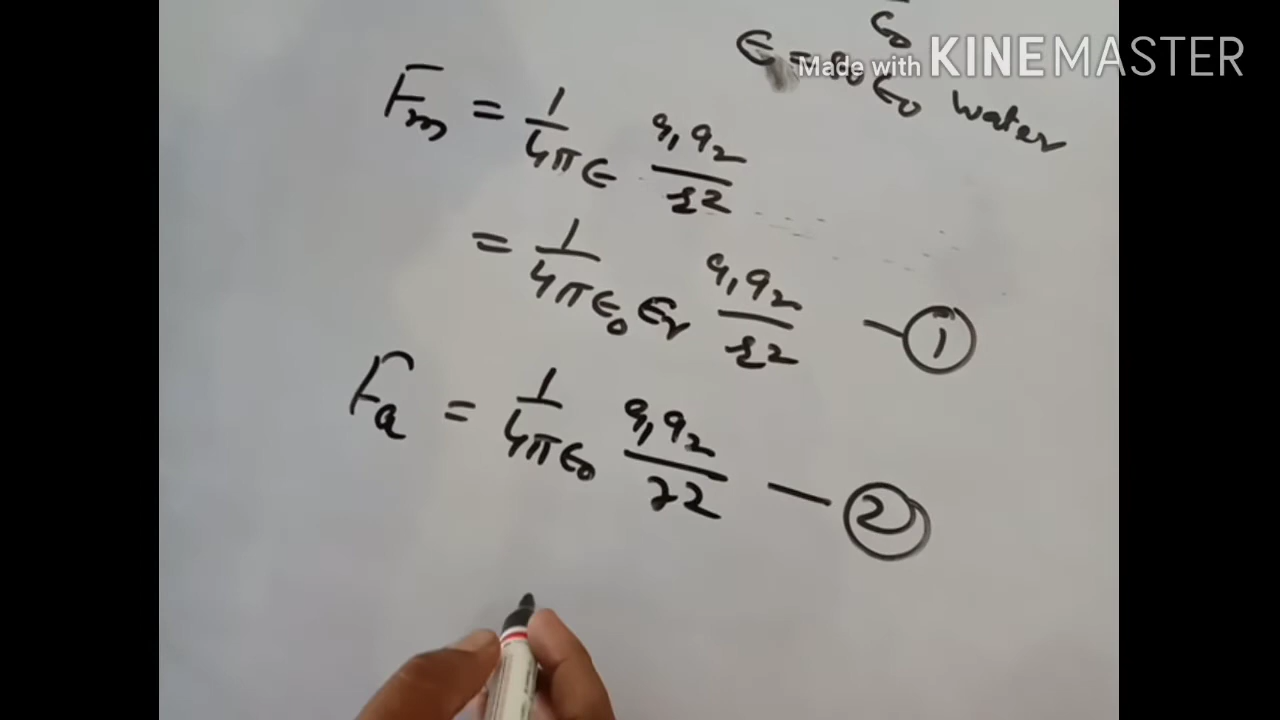 ϵ₀
ϵ = 80 ϵ₀ water
Made with KINEMASTER
Fm = 1/4πϵ q₁q₂/r2
= 1/4πϵ₀ϵr q₁q₂/r2 — ①
Fa = 1/4πϵ₀ q₁q₂/r2 — ②